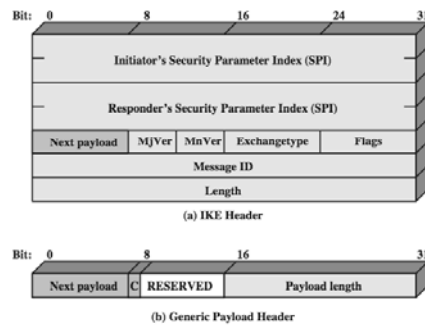 Bit: 0 8 16 24 31
Initiator's Security Parameter Index (SPI)
Responder's Security Parameter Index (SPI)
Next payload MjVer MnVer Exchangetype Flags
Message ID
Length
(a) IKE Header
Bit: 0 8 16 31
Next payload C RESERVED Payload length
(b) Generic Payload Header